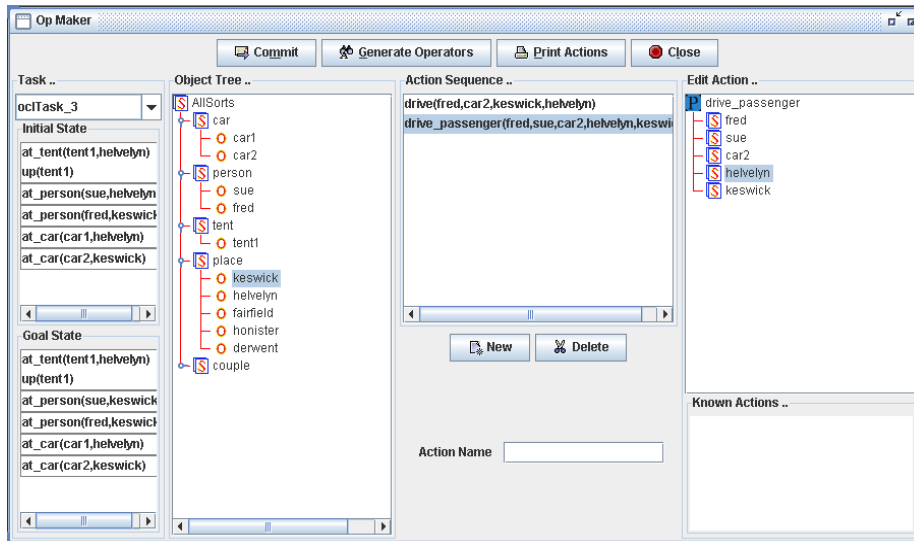 Op Maker
Commit
Generate Operators
Print Actions
Close
Task ..
oclTask_3
Initial State
at_tent(tent1,helvelyn)
up(tent1)
at_person(sue,helvelyn
at_person(fred,keswick
at_car(car1,helvelyn)
at_car(car2,keswick)
Goal State
at_tent(tent1,helvelyn)
up(tent1)
at_person(sue,keswick
at_person(fred,keswick
at_car(car1,helvelyn)
at_car(car2,keswick)
Object Tree ..
S AllSorts
S car
O car1
O car2
S person
O sue
O fred
S tent
O tent1
S place
O keswick
O helvelyn
O fairfield
O honister
O derwent
S couple
Action Sequence ..
drive(fred,car2,keswick,helvelyn)
drive_passenger(fred,sue,car2,helvelyn,keswi
New
Delete
Action Name
Edit Action ..
P drive_passenger
S fred
S sue
S car2
S helvelyn
S keswick
Known Actions ..